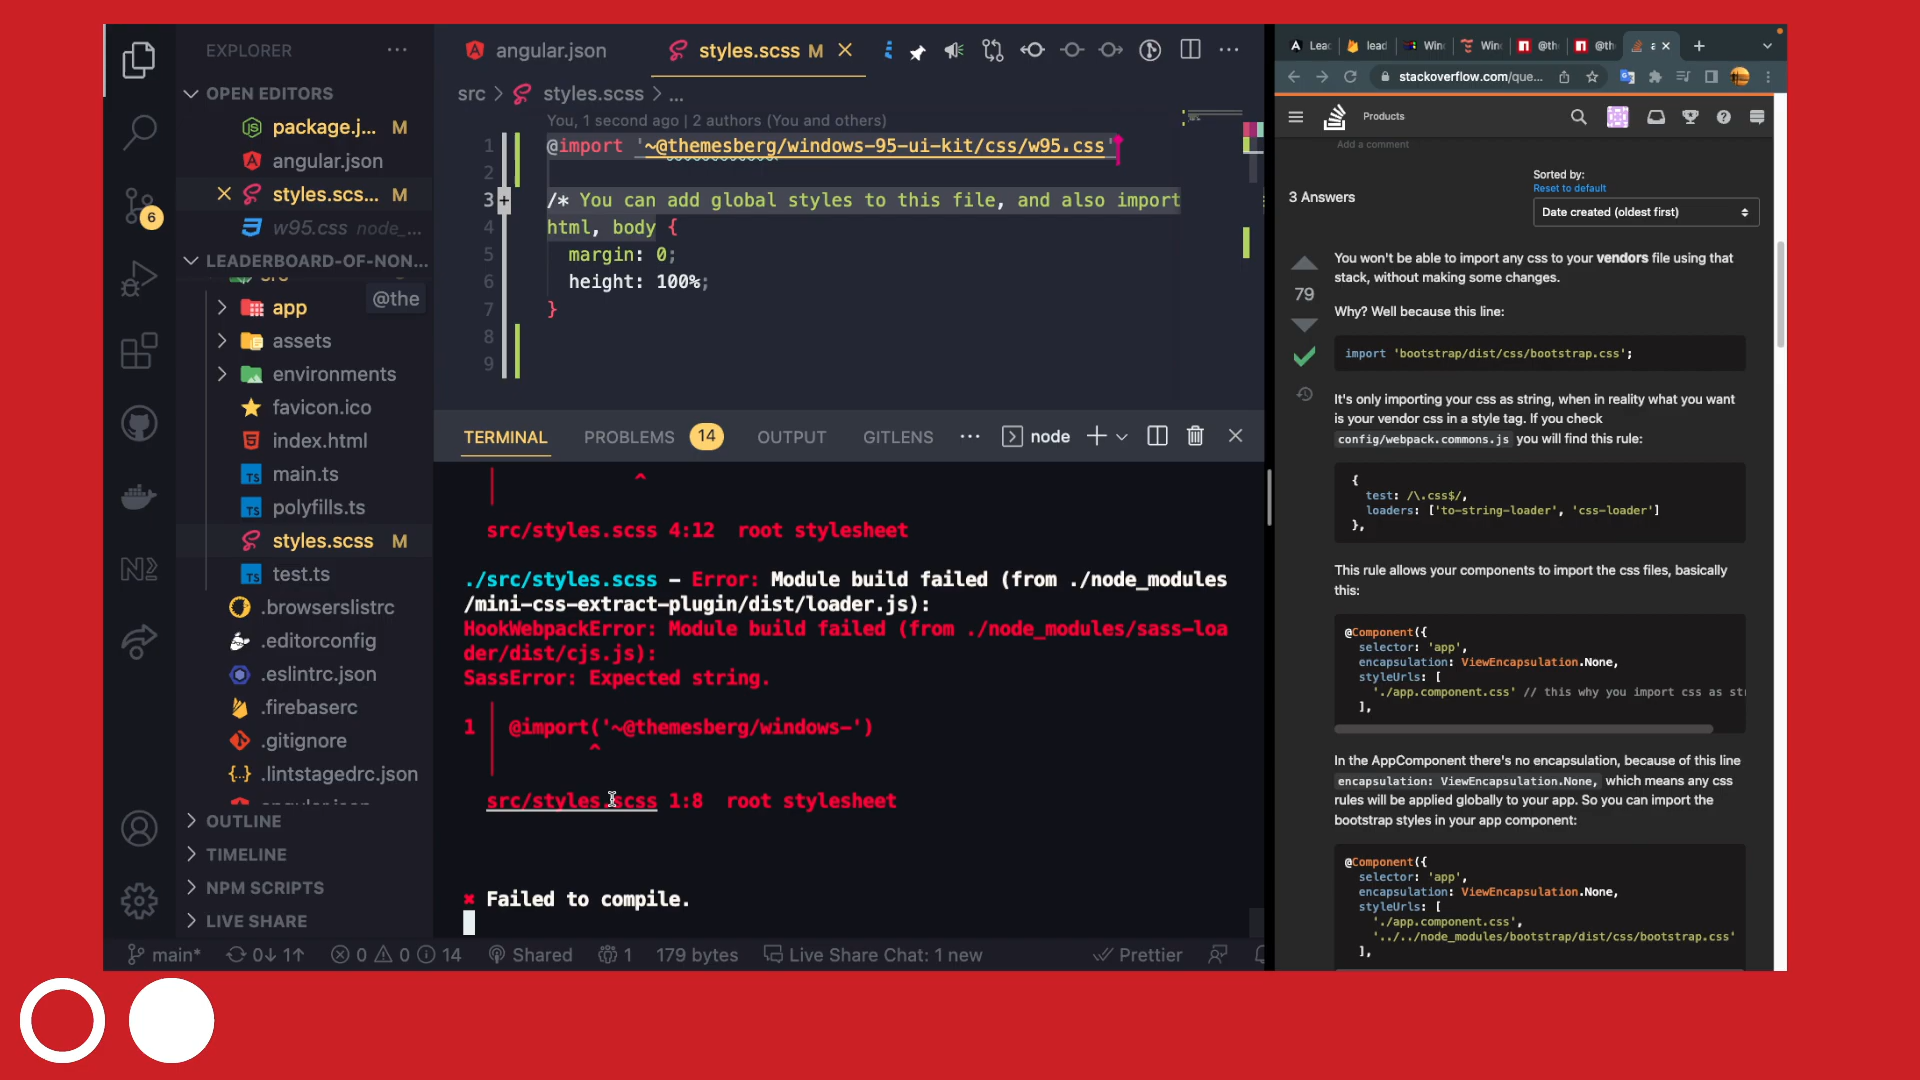 EXPLORER
OPEN EDITORS
package.j... M
angular.json
styles.scs... M
w95.css node_...
LEADERBOARD-OF-NON...
@the
app
assets
environments
favicon.ico
index.html
main.ts
polyfills.ts
styles.scss M
test.ts
.browserslistrc
.editorconfig
.eslintrc.json
.firebaserc
.gitignore
.lintstagedrc.json
angular.json
OUTLINE
TIMELINE
NPM SCRIPTS
LIVE SHARE
6
angular.json
styles.scss M
src > styles.scss > ...
You, 1 second ago | 2 authors (You and others)
1 @import '~@themesberg/windows-95-ui-kit/css/w95.css'
2
3 /* You can add global styles to this file, and also import
4 html, body {
5 margin: 0;
6 height: 100%;
7 }
8
9
TERMINAL PROBLEMS 14 OUTPUT GITLENS ... node
^
src/styles.scss 4:12 root stylesheet
./src/styles.scss – Error: Module build failed (from ./node_modules
/mini-css-extract-plugin/dist/loader.js):
HookWebpackError: Module build failed (from ./node_modules/sass-loa
der/dist/cjs.js):
SassError: Expected string.
1 | @import('~@themesberg/windows-')
^
src/styles.scss 1:8 root stylesheet
✖ Failed to compile.
main* 0↓ 1↑ 0 0 14 Shared 1 179 bytes Live Share Chat: 1 new Prettier
Lead lead Win Win @the @the a
stackoverflow.com/que...
Products
Add a comment
3 Answers
Sorted by:
Reset to default
Date created (oldest first)
79
You won't be able to import any css to your vendors file using that
stack, without making some changes.
Why? Well because this line:
import 'bootstrap/dist/css/bootstrap.css';
It's only importing your css as string, when in reality what you want
is your vendor css in a style tag. If you check
config/webpack.commons.js you will find this rule:
{
test: /\.css$/,
loaders: ['to-string-loader', 'css-loader']
},
This rule allows your components to import the css files, basically
this:
@Component({
selector: 'app',
encapsulation: ViewEncapsulation.None,
styleUrls: [
'./app.component.css' // this why you import css as str
],
In the AppComponent there's no encapsulation, because of this line
encapsulation: ViewEncapsulation.None, which means any css
rules will be applied globally to your app. So you can import the
bootstrap styles in your app component:
@Component({
selector: 'app',
encapsulation: ViewEncapsulation.None,
styleUrls: [
'./app.component.css',
'../../node_modules/bootstrap/dist/css/bootstrap.css'
],